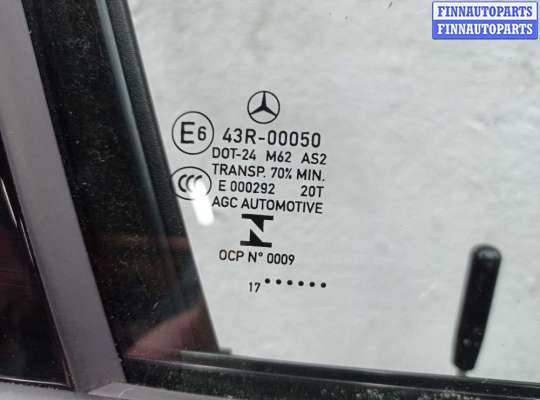 FINNAUTOPARTS
FINNAUTOPARTS
E6 43R-00050
DOT-24 M62 AS2
TRANSP. 70% MIN.
CCC E 000292 20T
AGC AUTOMOTIVE
N
OCP N° 0009
17 ••••••